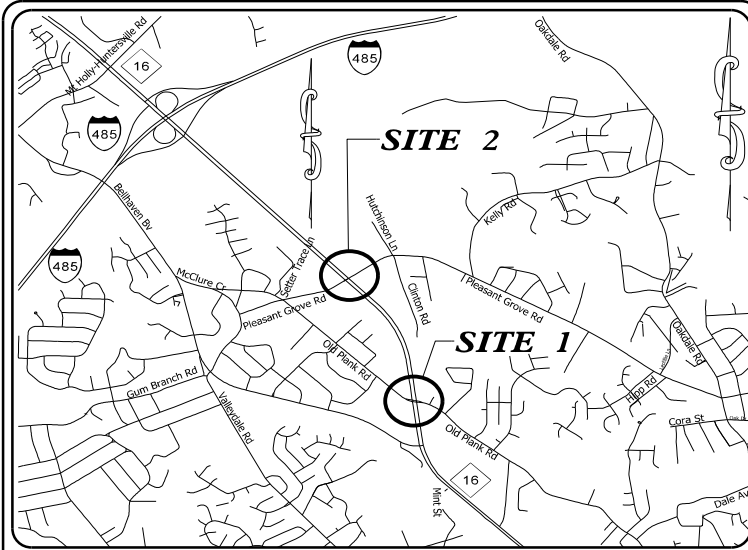 Mt Holly-Huntersville Rd
16
485
Oakdale Rd
485
SITE 2
Bellhaven Bv
Hutchinson Ln
Kelly Rd
485
McClure Cr
Setter Trace Ln
Pleasant Grove Rd
Clinton Rd
Pleasant Grove Rd
Old Plank Rd
SITE 1
Oakdale Rd
Gum Branch Rd
Hipp Rd
Valleydale Rd
Old Plank Rd
Cora St
16
Mint St
Dale Av